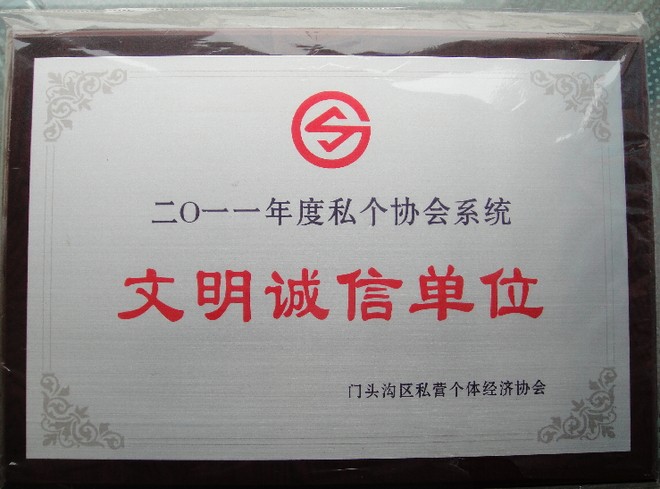 二O一一年度私个协会系统
文明诚信单位
门头沟区私营个体经济协会